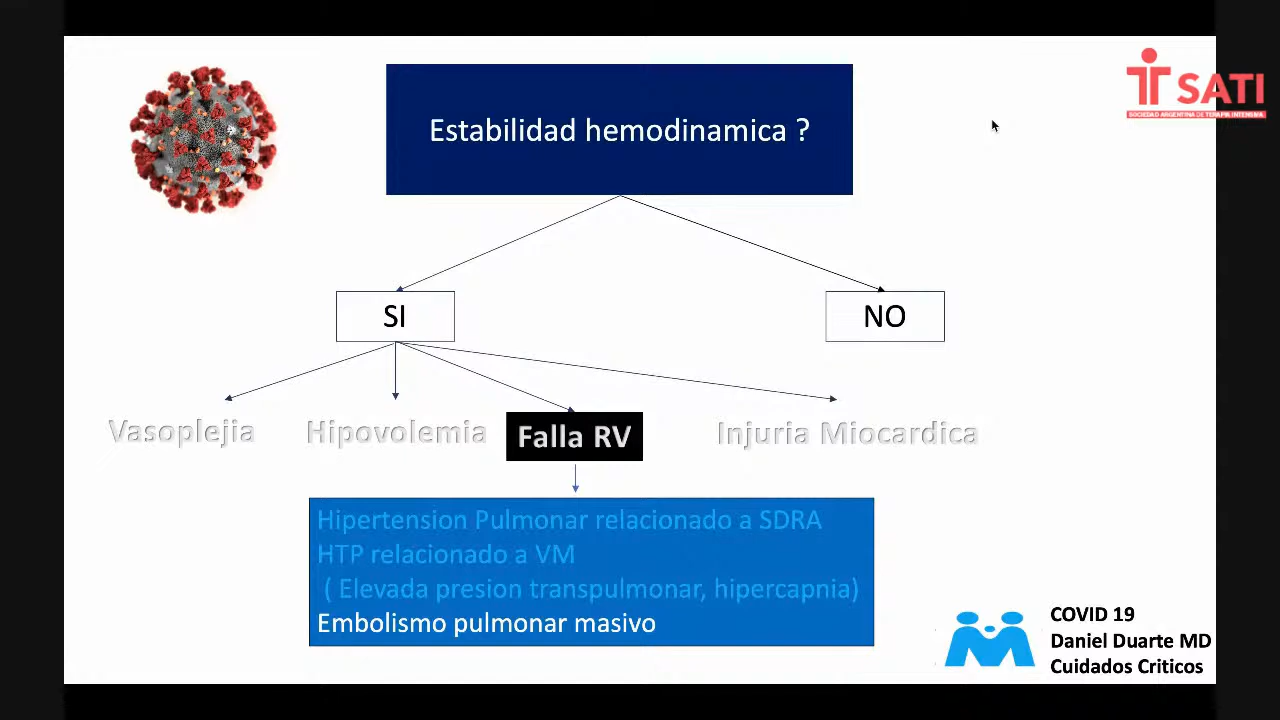 Estabilidad hemodinamica ?
SATI
SOCIEDAD ARGENTINA DE TERAPIA INTENSIVA
SI
NO
Vasoplejia
Hipovolemia
Falla RV
Injuria Miocardica
Hipertension Pulmonar relacionado a SDRA
HTP relacionado a VM
( Elevada presion transpulmonar, hipercapnia)
Embolismo pulmonar masivo
COVID 19
Daniel Duarte MD
Cuidados Criticos